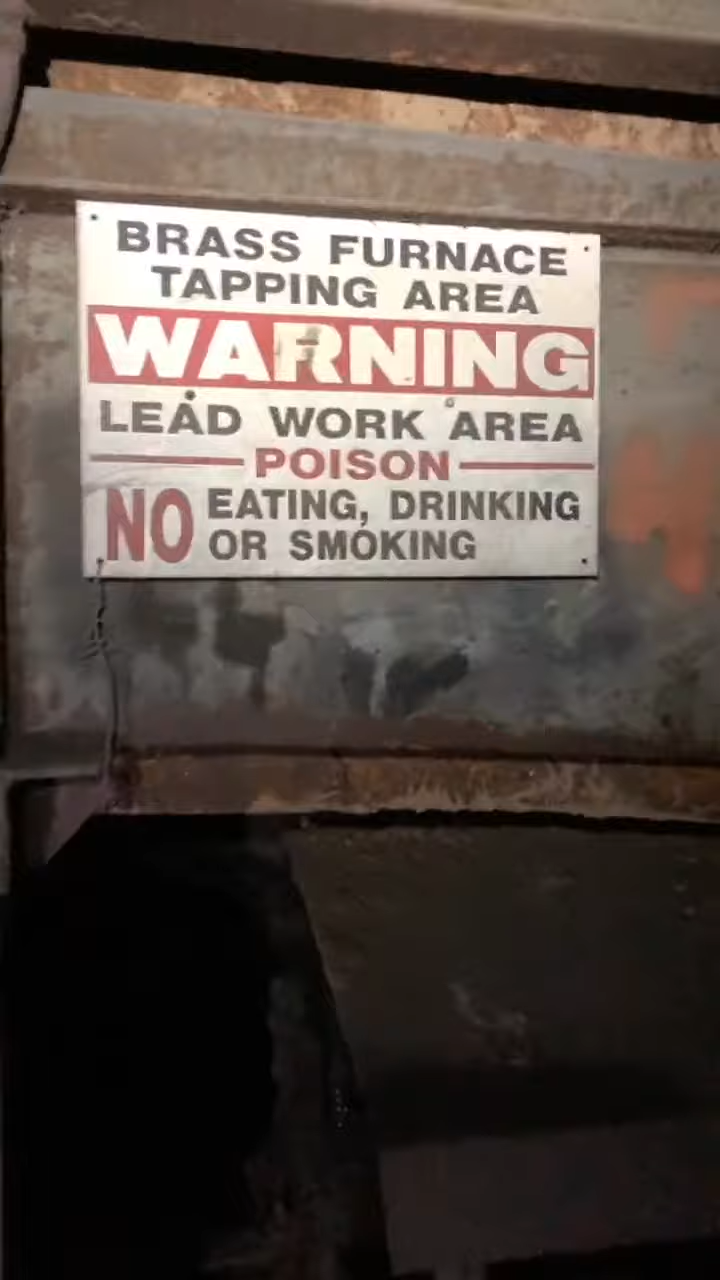 BRASS FURNACE
TAPPING AREA
WARNING
LEAD WORK AREA
POISON
NO EATING, DRINKING
OR SMOKING